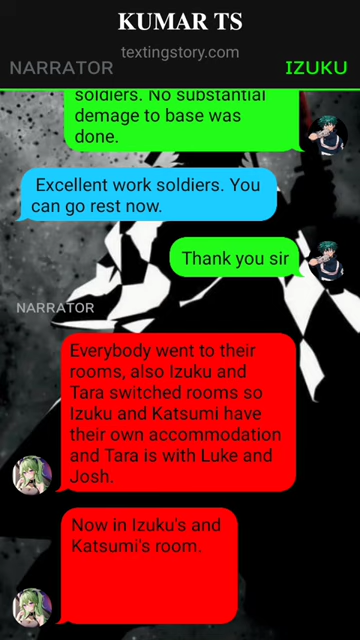 KUMAR TS
textingstory.com
NARRATOR
IZUKU
soldiers. No substantial
damage to base was
done.
Excellent work soldiers. You
can go rest now.
Thank you sir
NARRATOR
Everybody went to their
rooms, also Izuku and
Tara switched rooms so
Izuku and Katsumi have
their own accommodation
and Tara is with Luke and
Josh.
Now in Izuku's and
Katsumi's room.